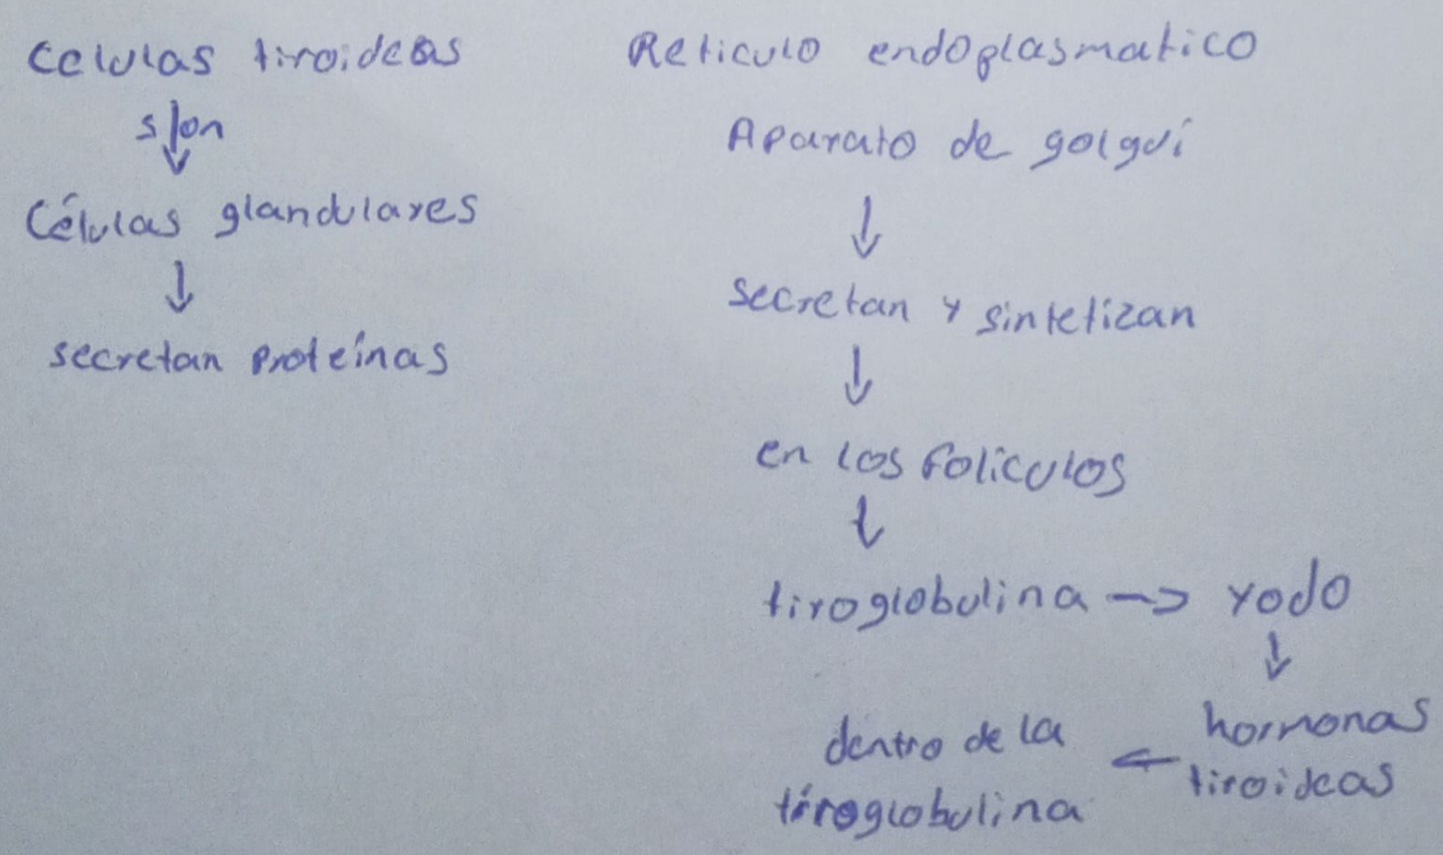 Celulas tiroideas
son
Células glandulares
secretan proteínas
Reticulo endoplasmatico
Aparato de golgui
secretan y sintetizan
en los foliculos
tiroglobulina -> yodo
hormonas
tiroideas
dentro de la
tiroglobulina